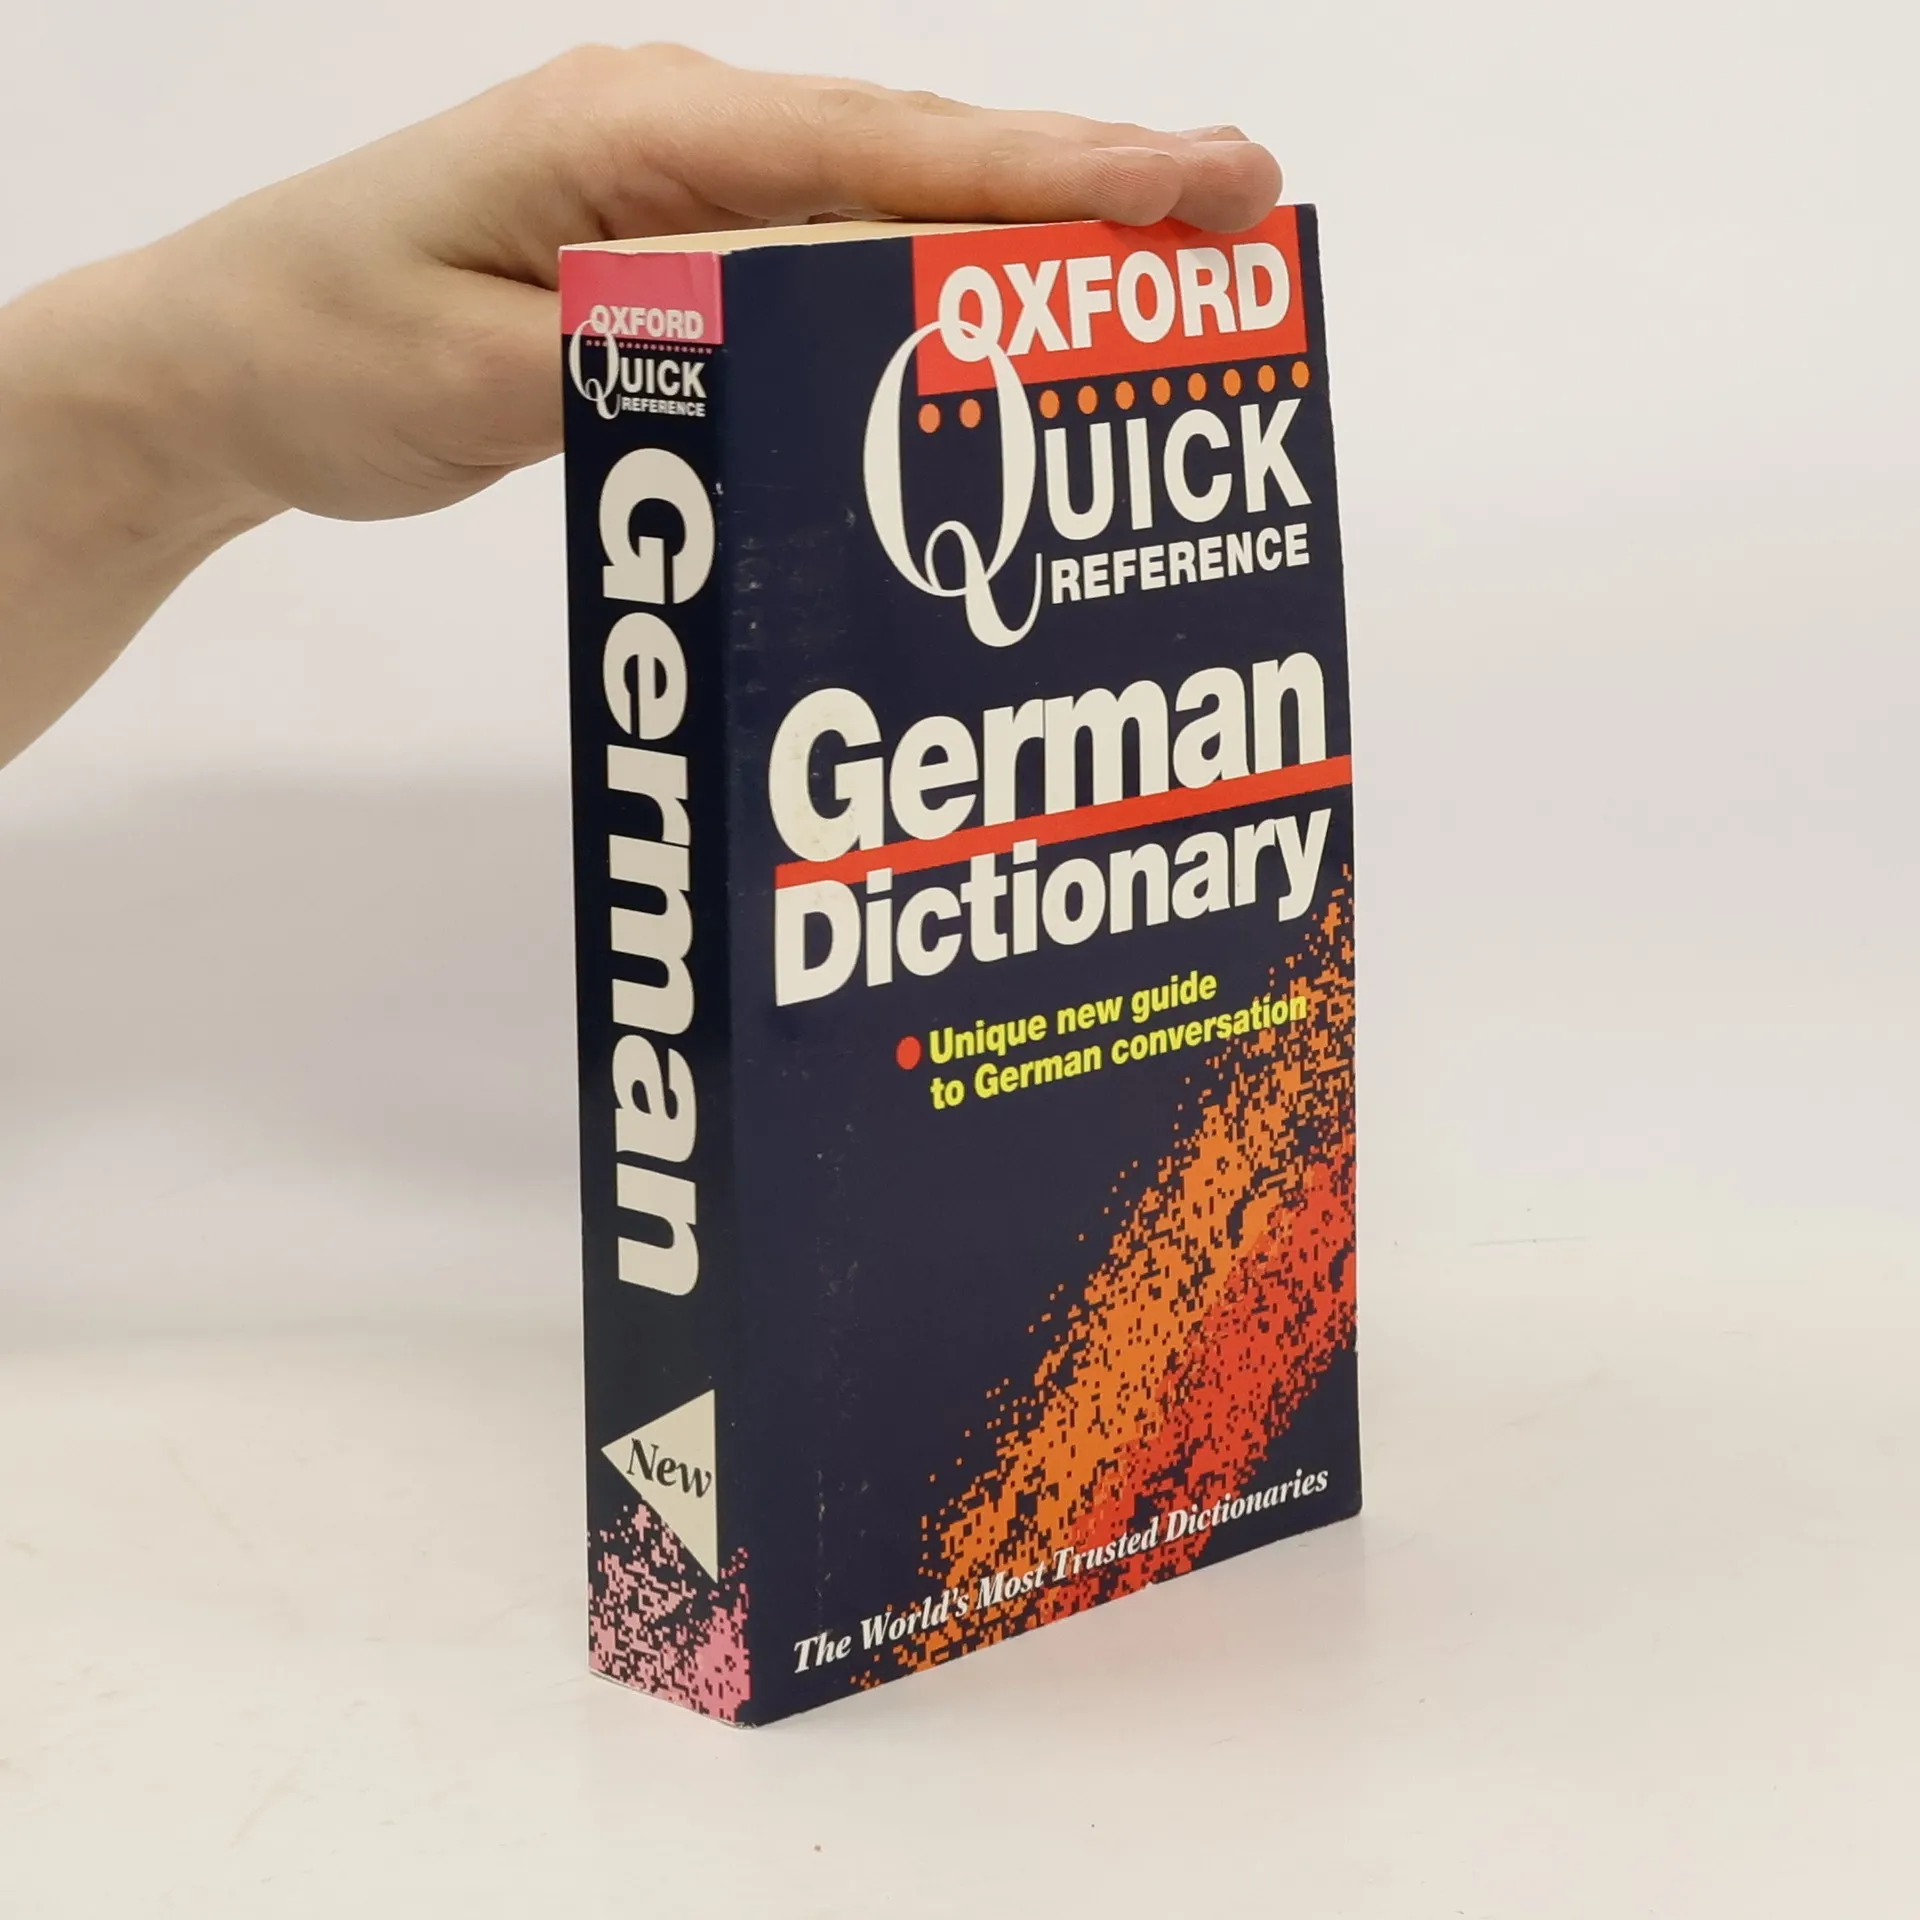 OXFORD
QUICK
REFERENCE
German
New
OXFORD
QUICK
REFERENCE
German
Dictionary
Unique new guide
to German conversation
The World's Most Trusted Dictionaries